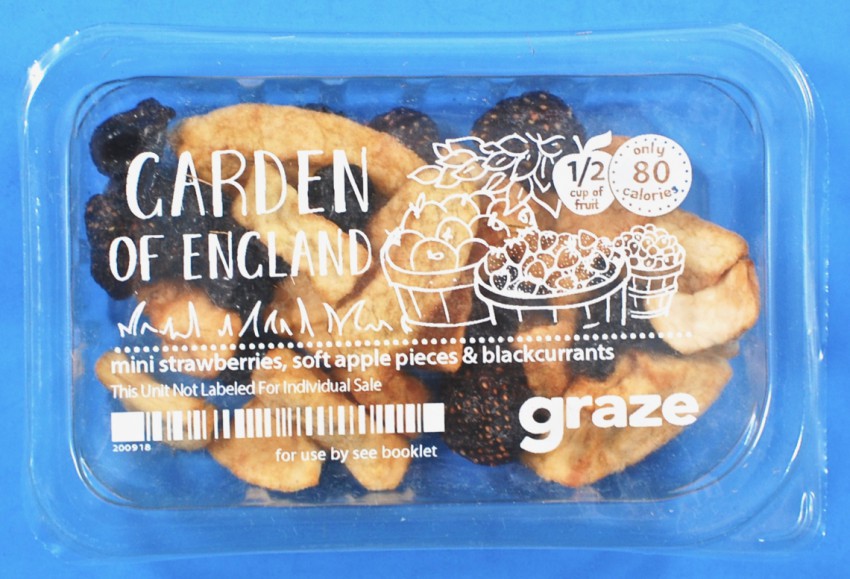 GARDEN
OF ENGLAND
1/2
cup of
fruit
only
80
calories
mini strawberries, soft apple pieces & blackcurrants
This Unit Not Labeled For Individual Sale
200918
for use by see booklet
graze